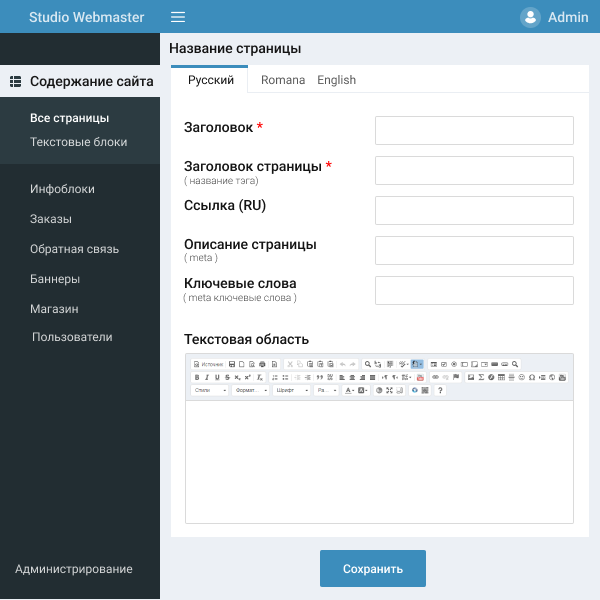 Studio Webmaster
Admin
Содержание сайта
Все страницы
Текстовые блоки
Инфоблоки
Заказы
Обратная связь
Баннеры
Магазин
Пользователи
Администрирование
Название страницы
Русский Romana English
Заголовок *
Заголовок страницы *
( название тэга)
Ссылка (RU)
Описание страницы
( meta )
Ключевые слова
( meta ключевые слова )
Текстовая область
Источник
Стили Формат... Шрифт Ра...
Сохранить